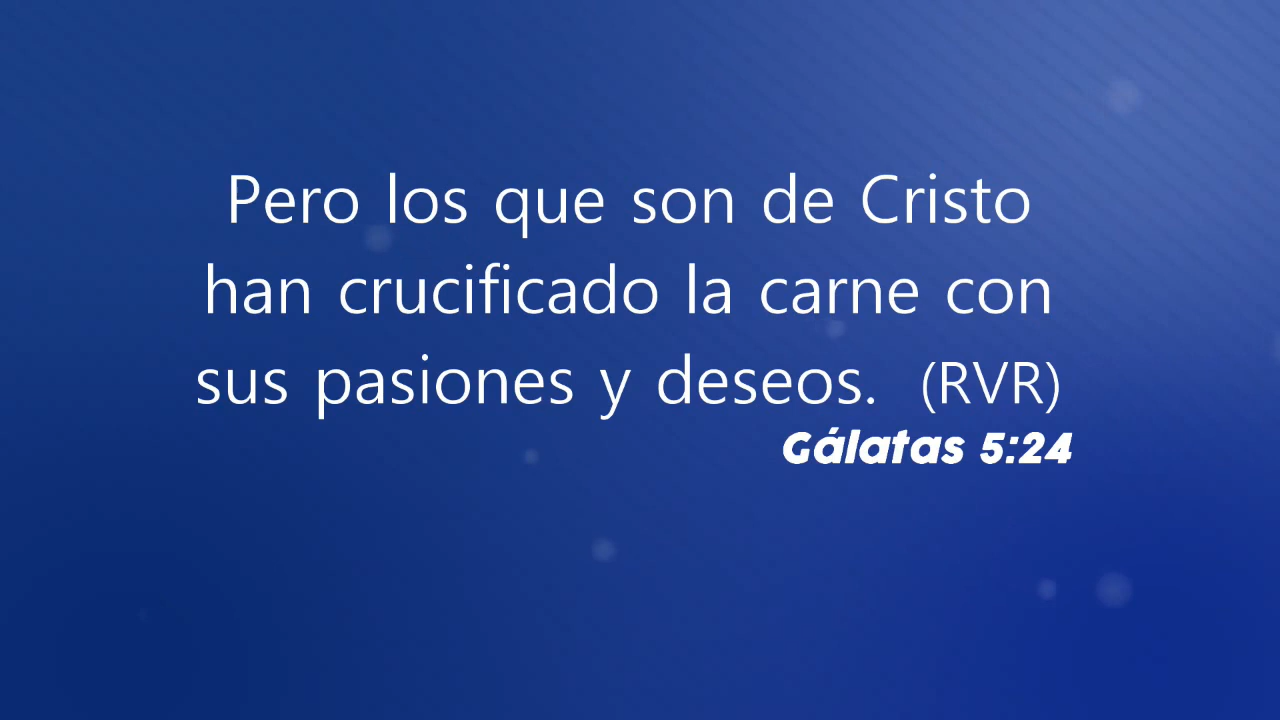 Pero los que son de Cristo
han crucificado la carne con
sus pasiones y deseos. (RVR)
Gálatas 5:24